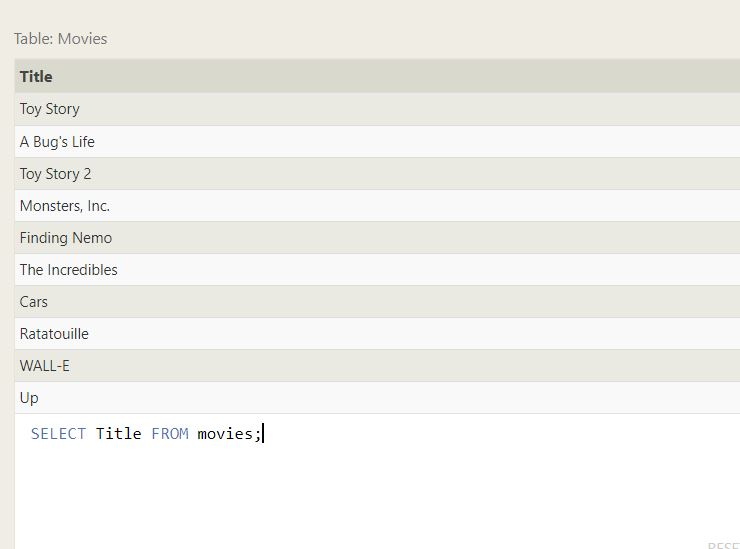 Table: Movies
Title
Toy Story
A Bug's Life
Toy Story 2
Monsters, Inc.
Finding Nemo
The Incredibles
Cars
Ratatouille
WALL-E
Up
SELECT Title FROM movies;